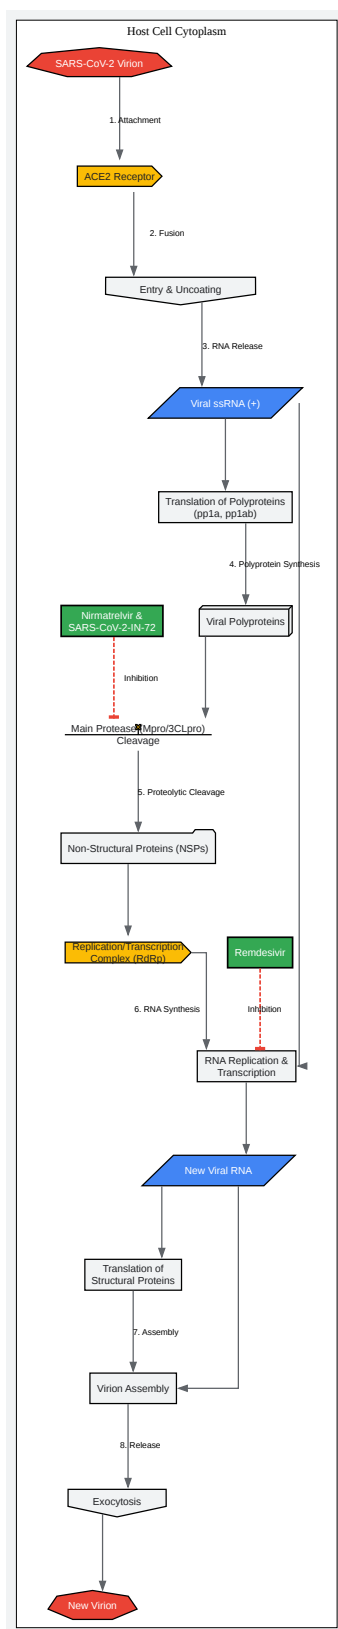 Host Cell Cytoplasm
SARS-CoV-2 Virion
1. Attachment
ACE2 Receptor
2. Fusion
Entry & Uncoating
3. RNA Release
Viral ssRNA (+)
Translation of Polyproteins
(pp1a, pp1ab)
4. Polyprotein Synthesis
Nirmatrelvir &
SARS-CoV-2-IN-72
Viral Polyproteins
Inhibition
Main Protease (Mpro/3CLpro)
Cleavage
5. Proteolytic Cleavage
Non-Structural Proteins (NSPs)
Replication/Transcription
Complex (RdRp)
Remdesivir
6. RNA Synthesis
Inhibition
RNA Replication &
Transcription
New Viral RNA
Translation of
Structural Proteins
7. Assembly
Virion Assembly
8. Release
Exocytosis
New Virion